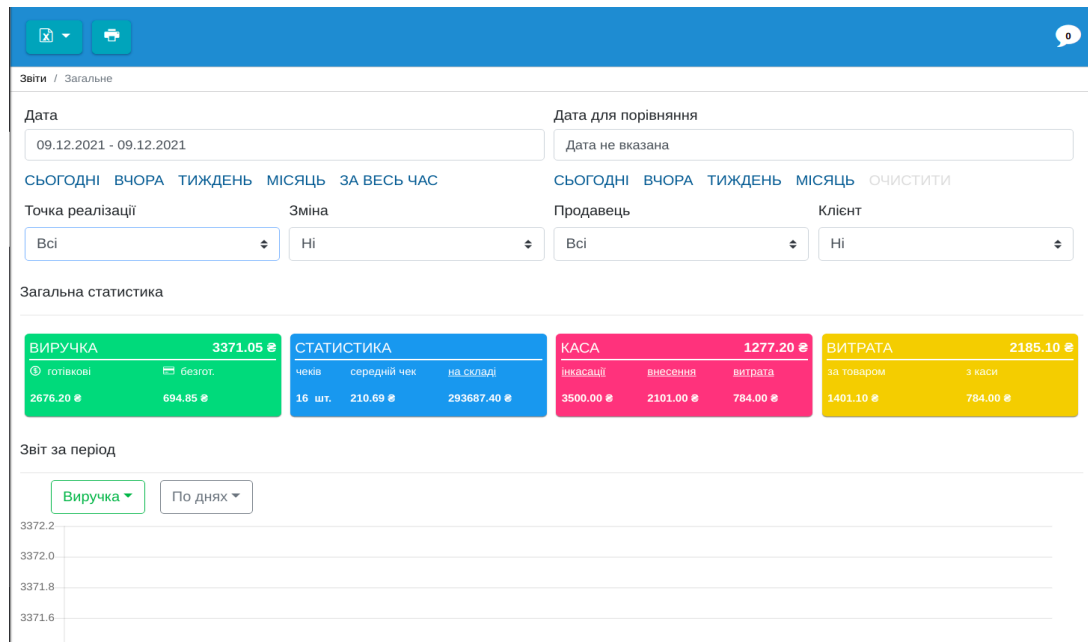 0
Звіти / Загальне
Дата Дата для порівняння
09.12.2021 - 09.12.2021 Дата не вказана
СЬОГОДНІ ВЧОРА ТИЖДЕНЬ МІСЯЦЬ ЗА ВЕСЬ ЧАС СЬОГОДНІ ВЧОРА ТИЖДЕНЬ МІСЯЦЬ ОЧИСТИТИ
Точка реалізації Зміна Продавець Клієнт
Всі Ні Всі Ні
Загальна статистика
ВИРУЧКА 3371.05 ₴ СТАТИСТИКА КАСА 1277.20 ₴ ВИТРАТА 2185.10 ₴
готівкові безгот. чеків середній чек на складі інкасації внесення витрата за товаром з каси
2676.20 ₴ 694.85 ₴ 16 шт. 210.69 ₴ 293687.40 ₴ 3500.00 ₴ 2101.00 ₴ 784.00 ₴ 1401.10 ₴ 784.00 ₴
Звіт за період
Виручка По днях
3372.2
3372.0
3371.8
3371.6